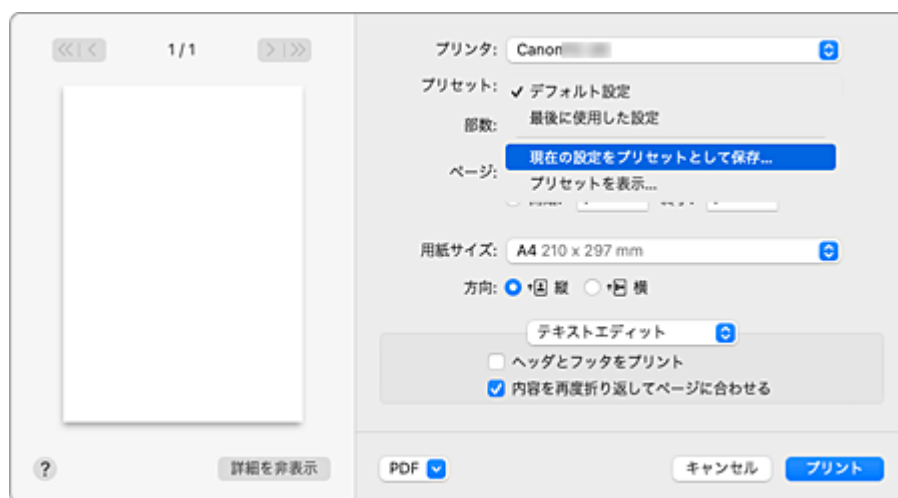 1 / 1
プリンタ: Canon
プリセット: ✓ デフォルト設定
最後に使用した設定
部数:
現在の設定をプリセットとして保存...
ページ:
プリセットを表示...
用紙サイズ: A4 210 x 297 mm
方向: 縦 横
テキストエディット
ヘッダとフッタをプリント
内容を再度折り返してページに合わせる
? 詳細を非表示 PDF キャンセル プリント